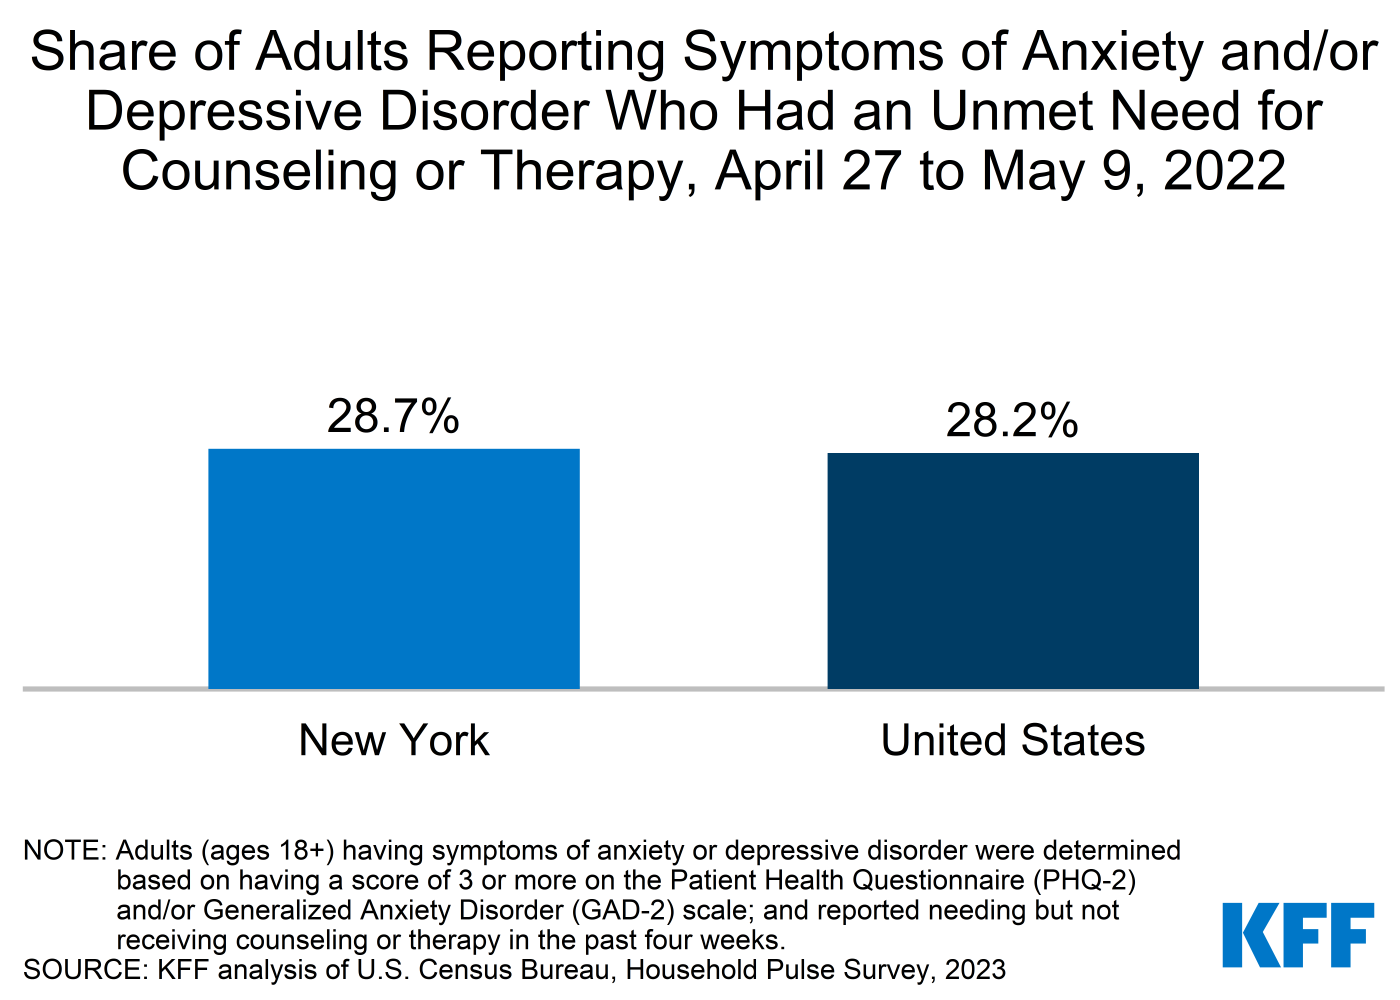 Share of Adults Reporting Symptoms of Anxiety and/or
Depressive Disorder Who Had an Unmet Need for
Counseling or Therapy, April 27 to May 9, 2022
28.7%
28.2%
New York
United States
NOTE: Adults (ages 18+) having symptoms of anxiety or depressive disorder were determined
based on having a score of 3 or more on the Patient Health Questionnaire (PHQ-2)
and/or Generalized Anxiety Disorder (GAD-2) scale; and reported needing but not
receiving counseling or therapy in the past four weeks.
SOURCE: KFF analysis of U.S. Census Bureau, Household Pulse Survey, 2023
KFF